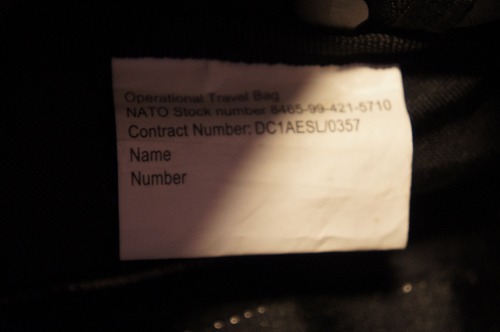 Operational Travel Bag
NATO Stock number 8465-99-421-5710
Contract Number: DC1AESL/0357
Name
Number